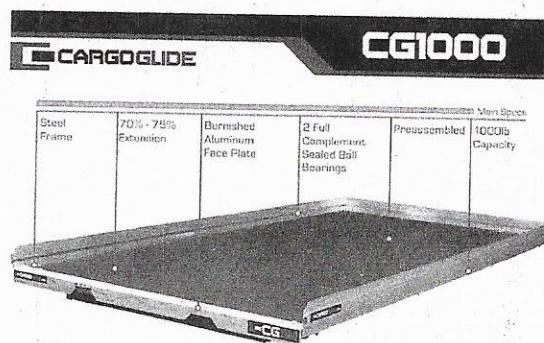 CARGOGLIDE
CG1000
Main Specs
Steel
Frame
70% - 75%
Extension
Burnished
Aluminum
Face Plate
2 Full
Complement
Sealed Ball
Bearings
Preassembled
1000lb
Capacity
CG